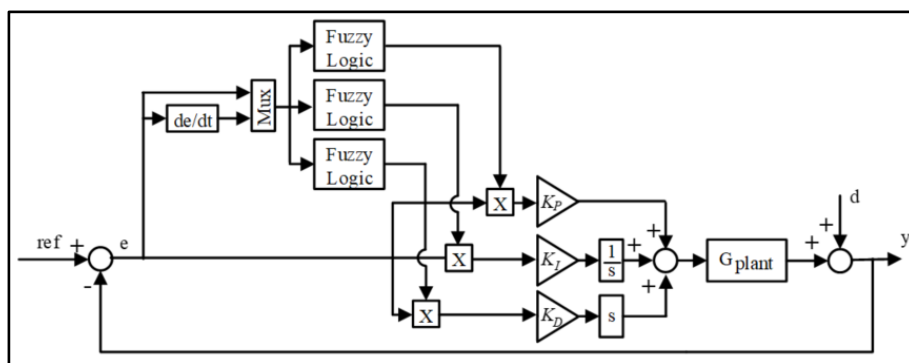 Fuzzy
Logic
Fuzzy
Logic
Fuzzy
Logic
de/dt
Mux
X
K_P
d
+
+
y
ref
+
e
-
X
K_I
1
s
+
+
+
G_plant
X
K_D
s